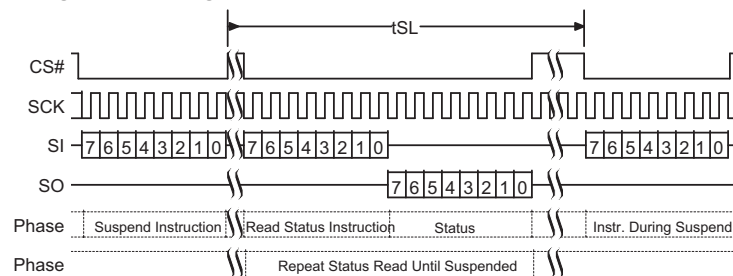 tSL
CS#
SCK
SI 7 6 5 4 3 2 1 0 7 6 5 4 3 2 1 0 7 6 5 4 3 2 1 0
SO 7 6 5 4 3 2 1 0
Phase Suspend Instruction Read Status Instruction Status Instr. During Suspend
Phase Repeat Status Read Until Suspended